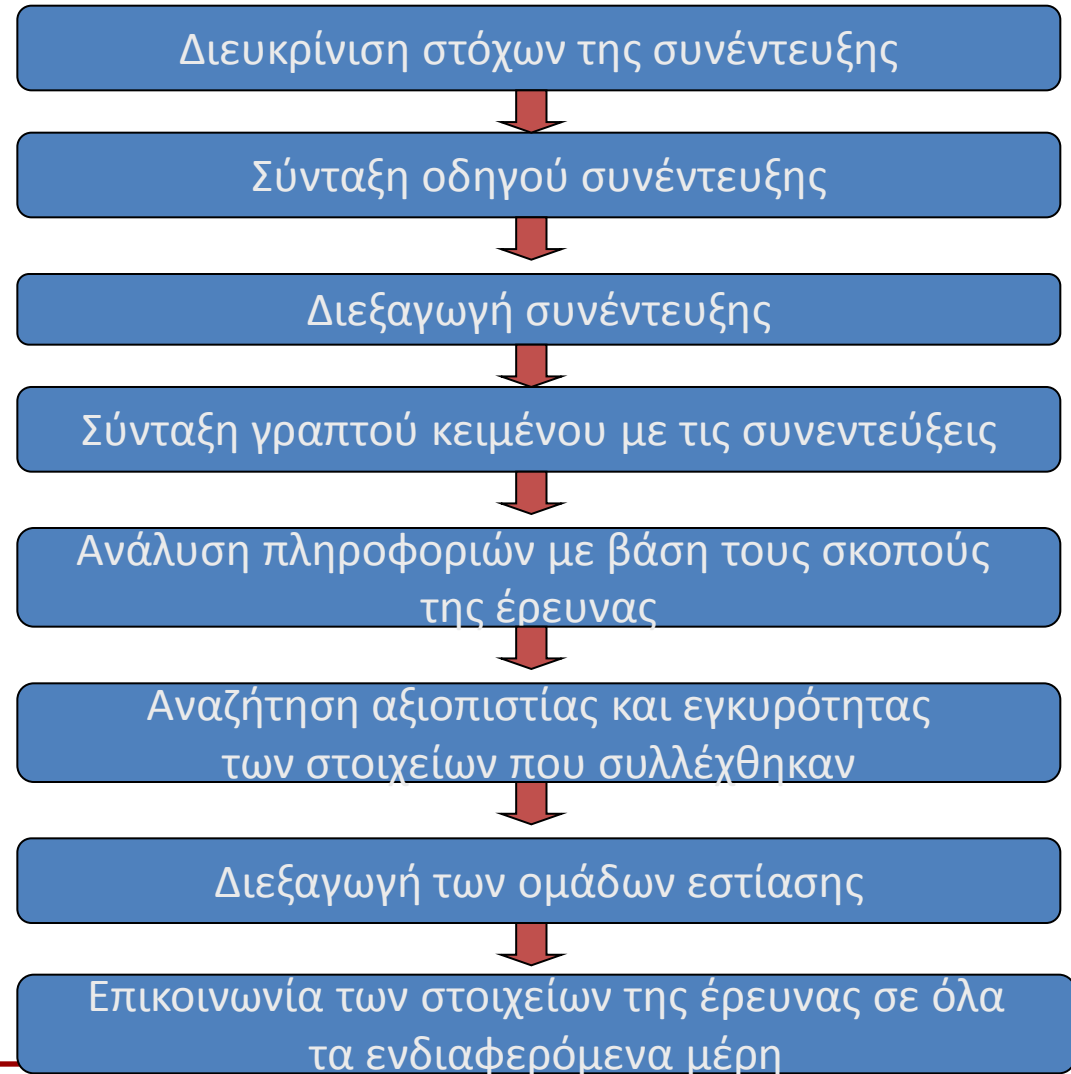 Διευκρίνιση στόχων της συνέντευξης
Σύνταξη οδηγού συνέντευξης
Διεξαγωγή συνέντευξης
Σύνταξη γραπτού κειμένου με τις συνεντεύξεις
Ανάλυση πληροφοριών με βάση τους σκοπούς
της έρευνας
Αναζήτηση αξιοπιστίας και εγκυρότητας
των στοιχείων που συλλέχθηκαν
Διεξαγωγή των ομάδων εστίασης
Επικοινωνία των στοιχείων της έρευνας σε όλα
τα ενδιαφερόμενα μέρη